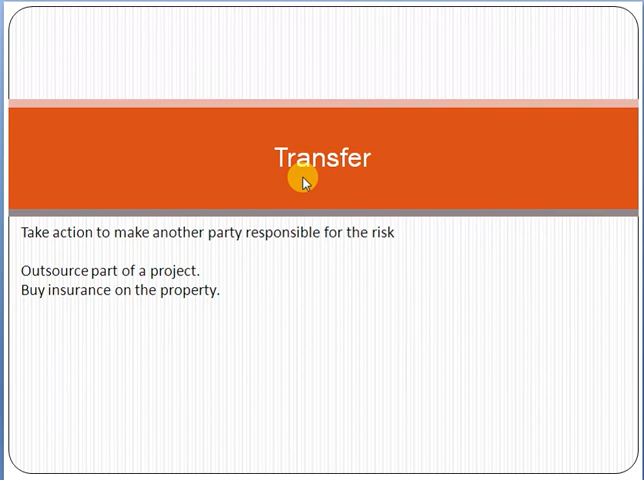 Transfer
Take action to make another party responsible for the risk
Outsource part of a project.
Buy insurance on the property.